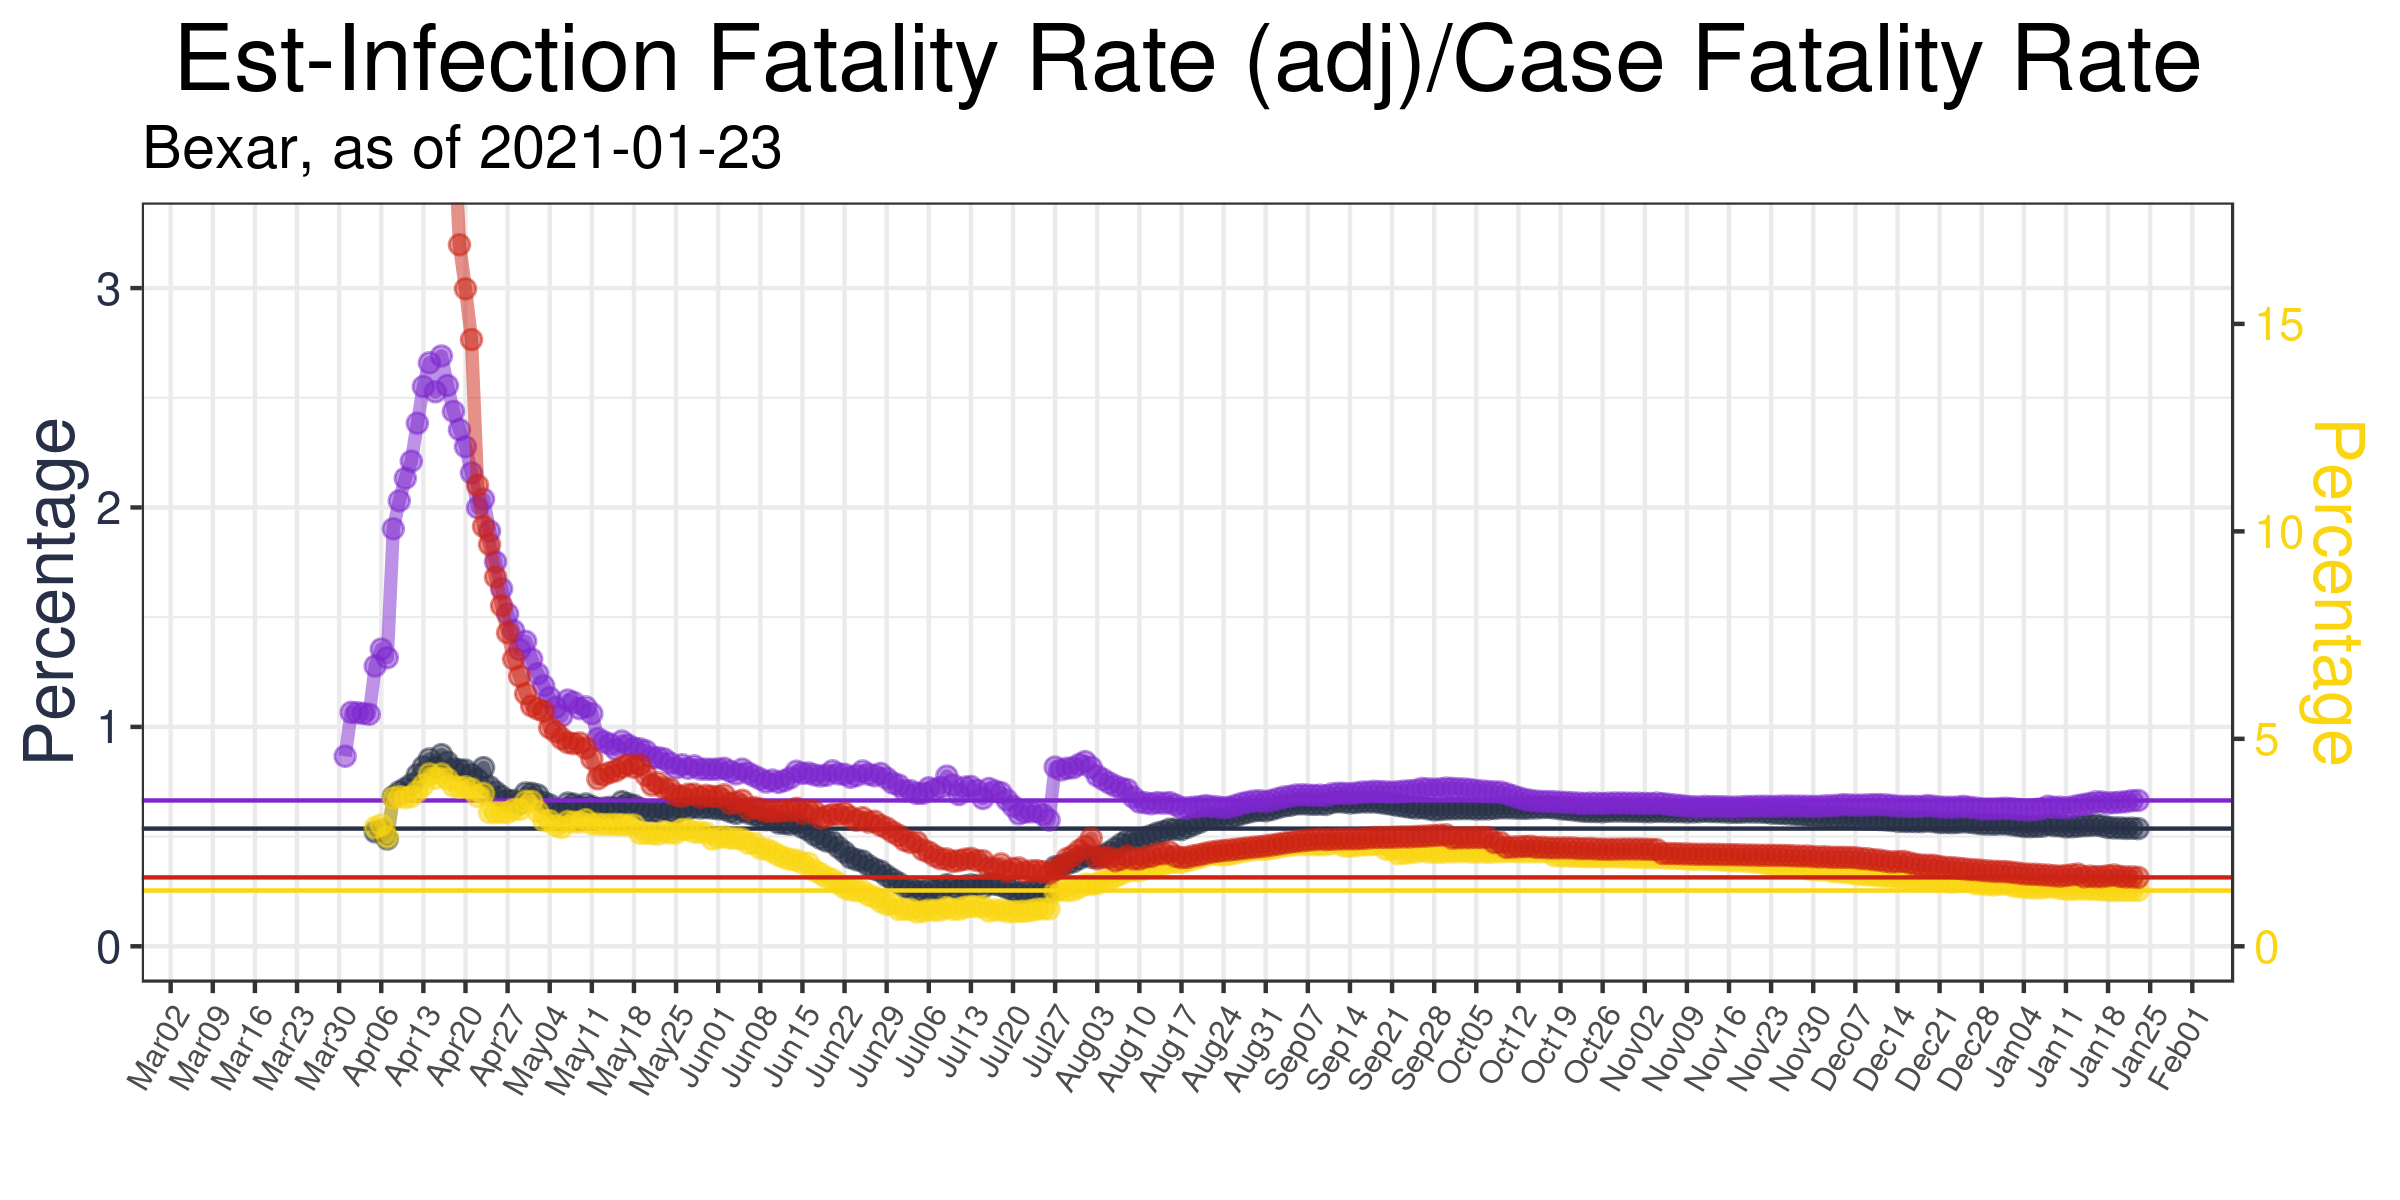 Est-Infection Fatality Rate (adj)/Case Fatality Rate
Bexar, as of 2021-01-23
Percentage
3
2
1
0
15
10
5
0
Percentage
Mar02
Mar09
Mar16
Mar23
Mar30
Apr06
Apr13
Apr20
Apr27
May04
May11
May18
May25
Jun01
Jun08
Jun15
Jun22
Jun29
Jul06
Jul13
Jul20
Jul27
Aug03
Aug10
Aug17
Aug24
Aug31
Sep07
Sep14
Sep21
Sep28
Oct05
Oct12
Oct19
Oct26
Nov02
Nov09
Nov16
Nov23
Nov30
Dec07
Dec14
Dec21
Dec28
Jan04
Jan11
Jan18
Jan25
Feb01